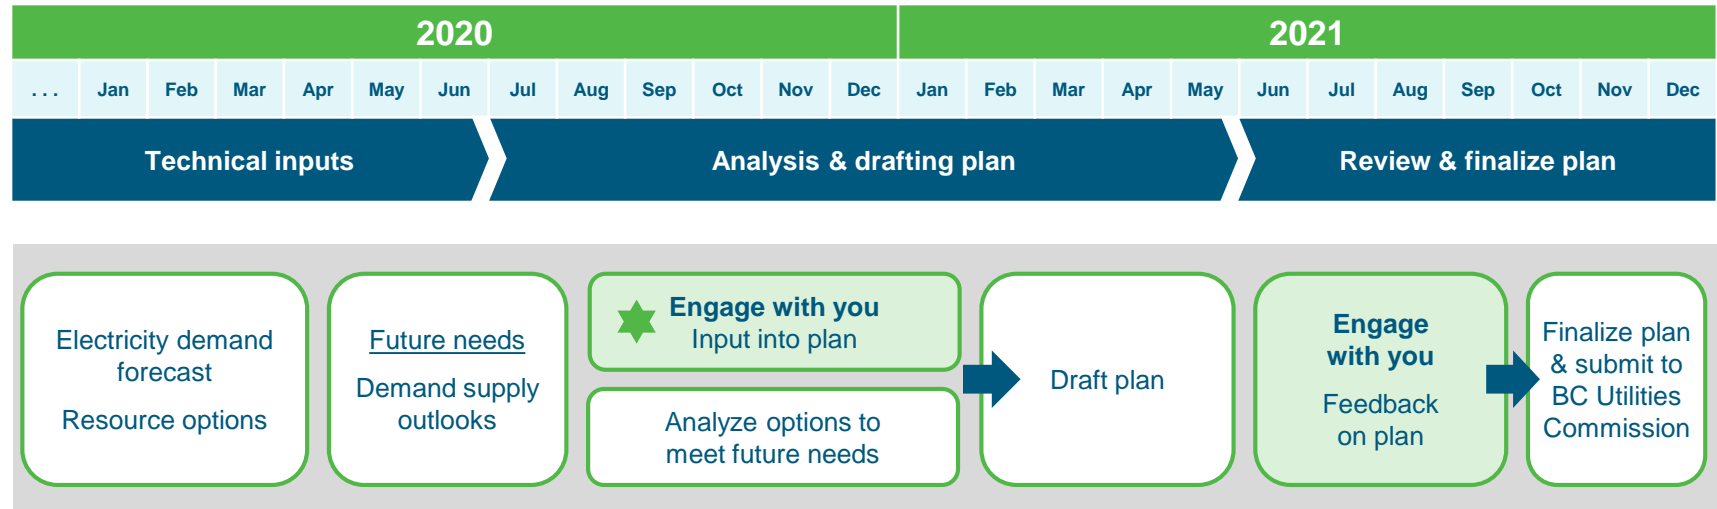 2020 2021
. . . Jan Feb Mar Apr May Jun Jul Aug Sep Oct Nov Dec Jan Feb Mar Apr May Jun Jul Aug Sep Oct Nov Dec
Technical inputs Analysis & drafting plan Review & finalize plan
Electricity demand
forecast
Resource options
Future needs
Demand supply
outlooks
Engage with you
Input into plan
Analyze options to
meet future needs
Draft plan
Engage
with you
Feedback
on plan
Finalize plan
& submit to
BC Utilities
Commission